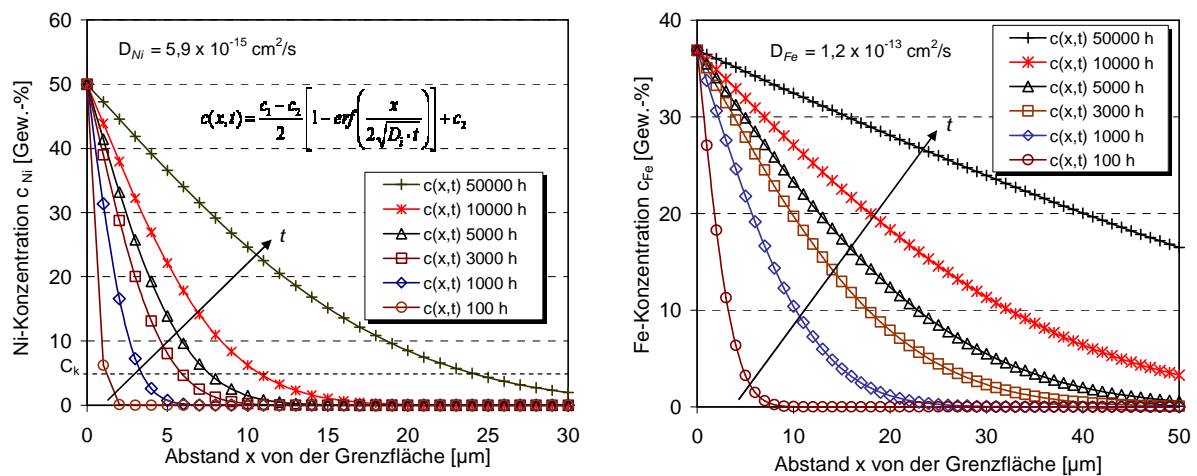 60
50
40
30
20
10
0
C_k
Ni-Konzentration c_Ni [Gew.-%]
D_Ni = 5,9 x 10⁻¹⁵ cm²/s
c(x,t) = (c₁ − c₂)/2 [1 − erf(x/(2√(D_i · t)))] + c₂
c(x,t) 50000 h
c(x,t) 10000 h
c(x,t) 5000 h
c(x,t) 3000 h
c(x,t) 1000 h
c(x,t) 100 h
t
0 5 10 15 20 25 30
Abstand x von der Grenzfläche [µm]
40
30
20
10
0
Fe-Konzentration c_Fe [Gew.-%]
D_Fe = 1,2 x 10⁻¹³ cm²/s
c(x,t) 50000 h
c(x,t) 10000 h
c(x,t) 5000 h
c(x,t) 3000 h
c(x,t) 1000 h
c(x,t) 100 h
t
0 10 20 30 40 50
Abstand x von der Grenzfläche [µm]